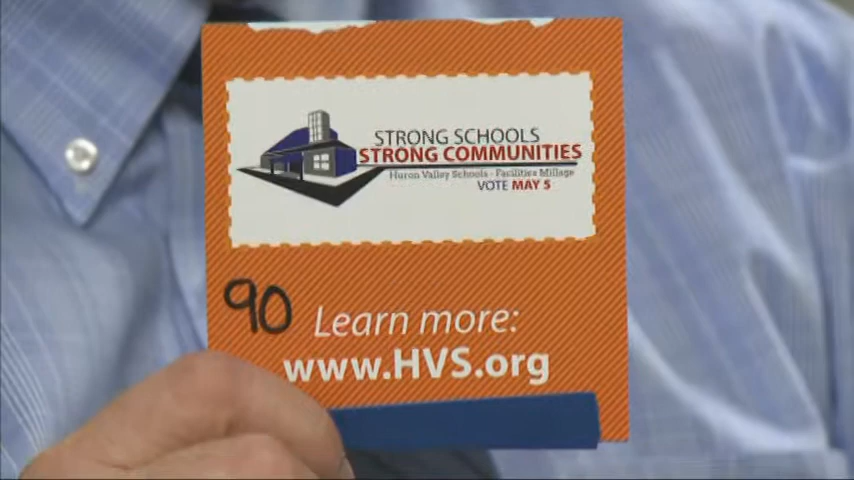 STRONG SCHOOLS
STRONG COMMUNITIES
Huron Valley Schools - Facilities Millage
VOTE MAY 5
90
Learn more:
www.HVS.org